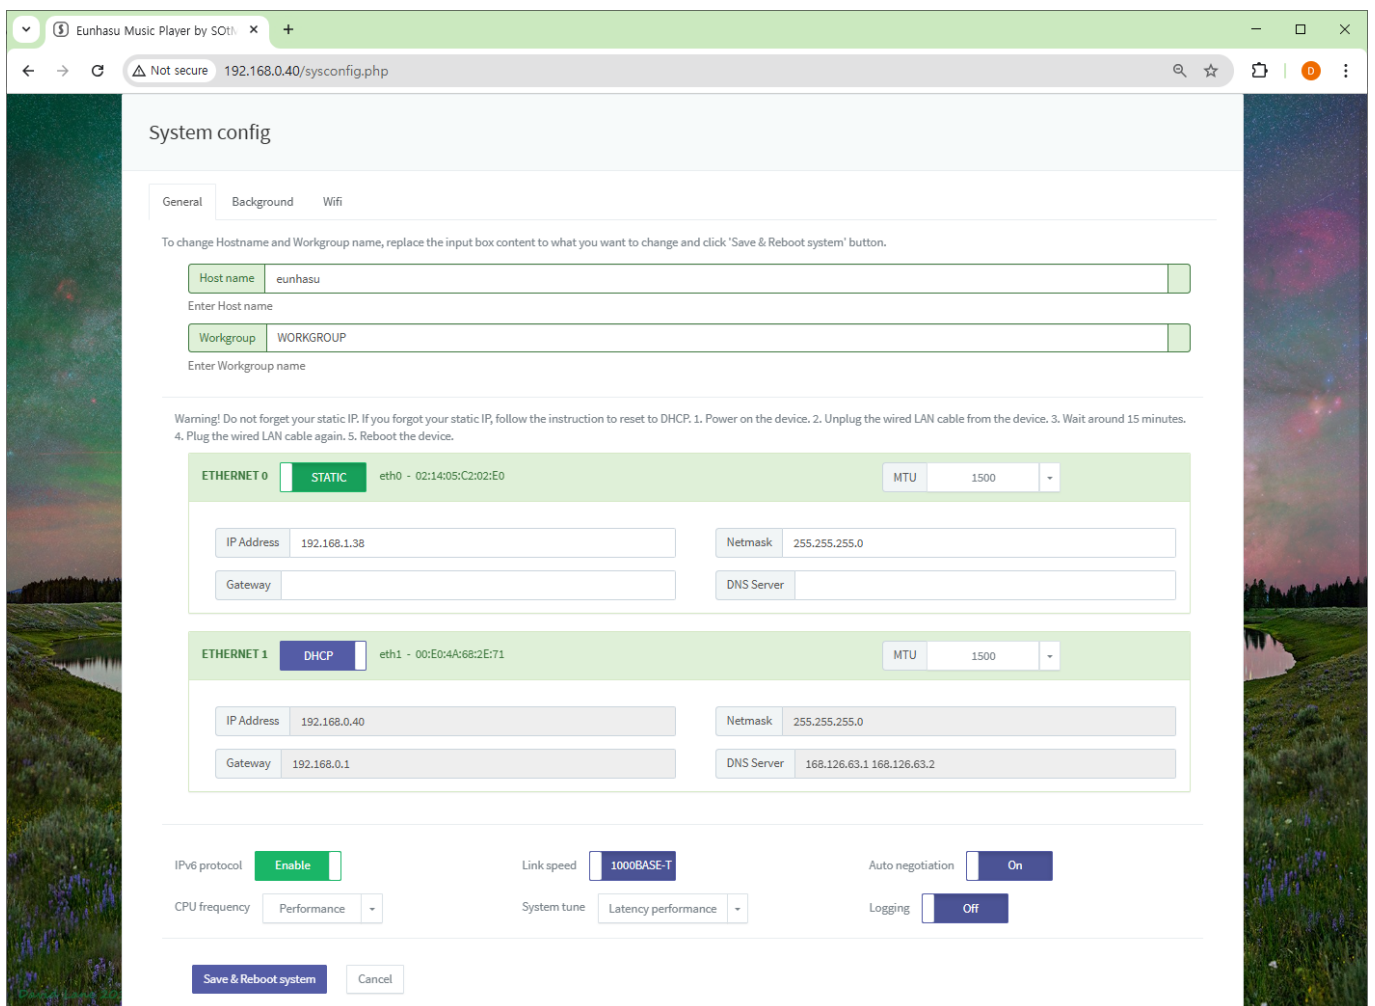 Eunhasu Music Player by SOtM
Not secure 192.168.0.40/sysconfig.php
D
System config
General Background Wifi
To change Hostname and Workgroup name, replace the input box content to what you want to change and click 'Save & Reboot system' button.
Host name eunhasu
Enter Host name
Workgroup WORKGROUP
Enter Workgroup name
Warning! Do not forget your static IP. If you forgot your static IP, follow the instruction to reset to DHCP. 1. Power on the device. 2. Unplug the wired LAN cable from the device. 3. Wait around 15 minutes.
4. Plug the wired LAN cable again. 5. Reboot the device.
ETHERNET 0 STATIC eth0 - 02:14:05:C2:02:E0 MTU 1500
IP Address 192.168.1.38 Netmask 255.255.255.0
Gateway DNS Server
ETHERNET 1 DHCP eth1 - 00:E0:4A:68:2E:71 MTU 1500
IP Address 192.168.0.40 Netmask 255.255.255.0
Gateway 192.168.0.1 DNS Server 168.126.63.1 168.126.63.2
IPv6 protocol Enable Link speed 1000BASE-T Auto negotiation On
CPU frequency Performance System tune Latency performance Logging Off
Save & Reboot system Cancel